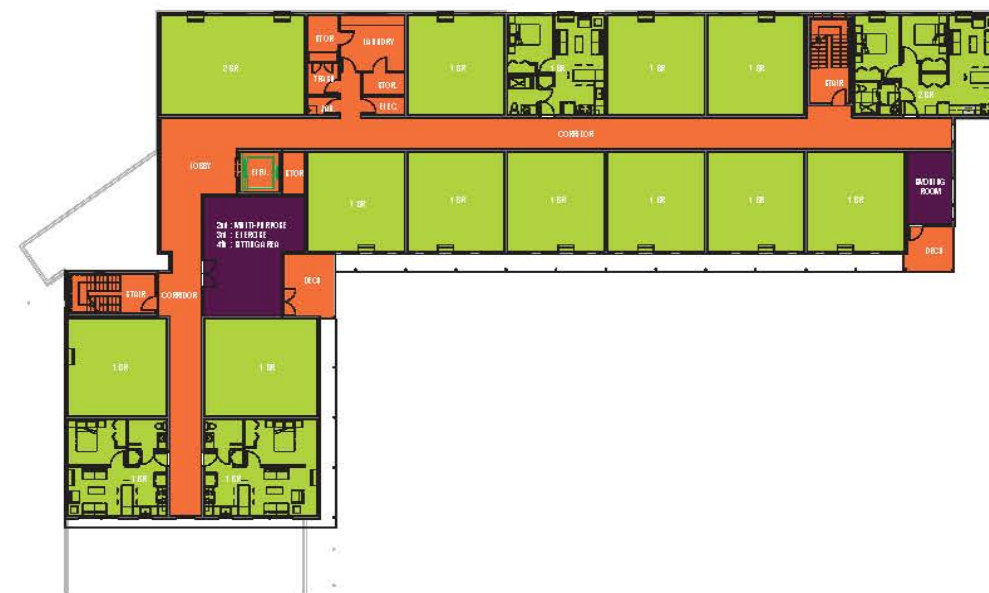 STOR.
LAUNDRY
2 BR
1 BR
1 BR
1 BR
1 BR
TRASH
STOR.
STAIR
2 BR
JAN.
ELEC.
CORRIDOR
LOBBY
ELEV.
STOR
1 BR
1 BR
1 BR
1 BR
1 BR
1 BR
ROOM
2nd : MULTI-PURPOSE
3rd : EXERCISE
4th : SITTING AREA
DECK
DECK
STAIR
CORRIDOR
1 BR
1 BR
1 BR
1 BR